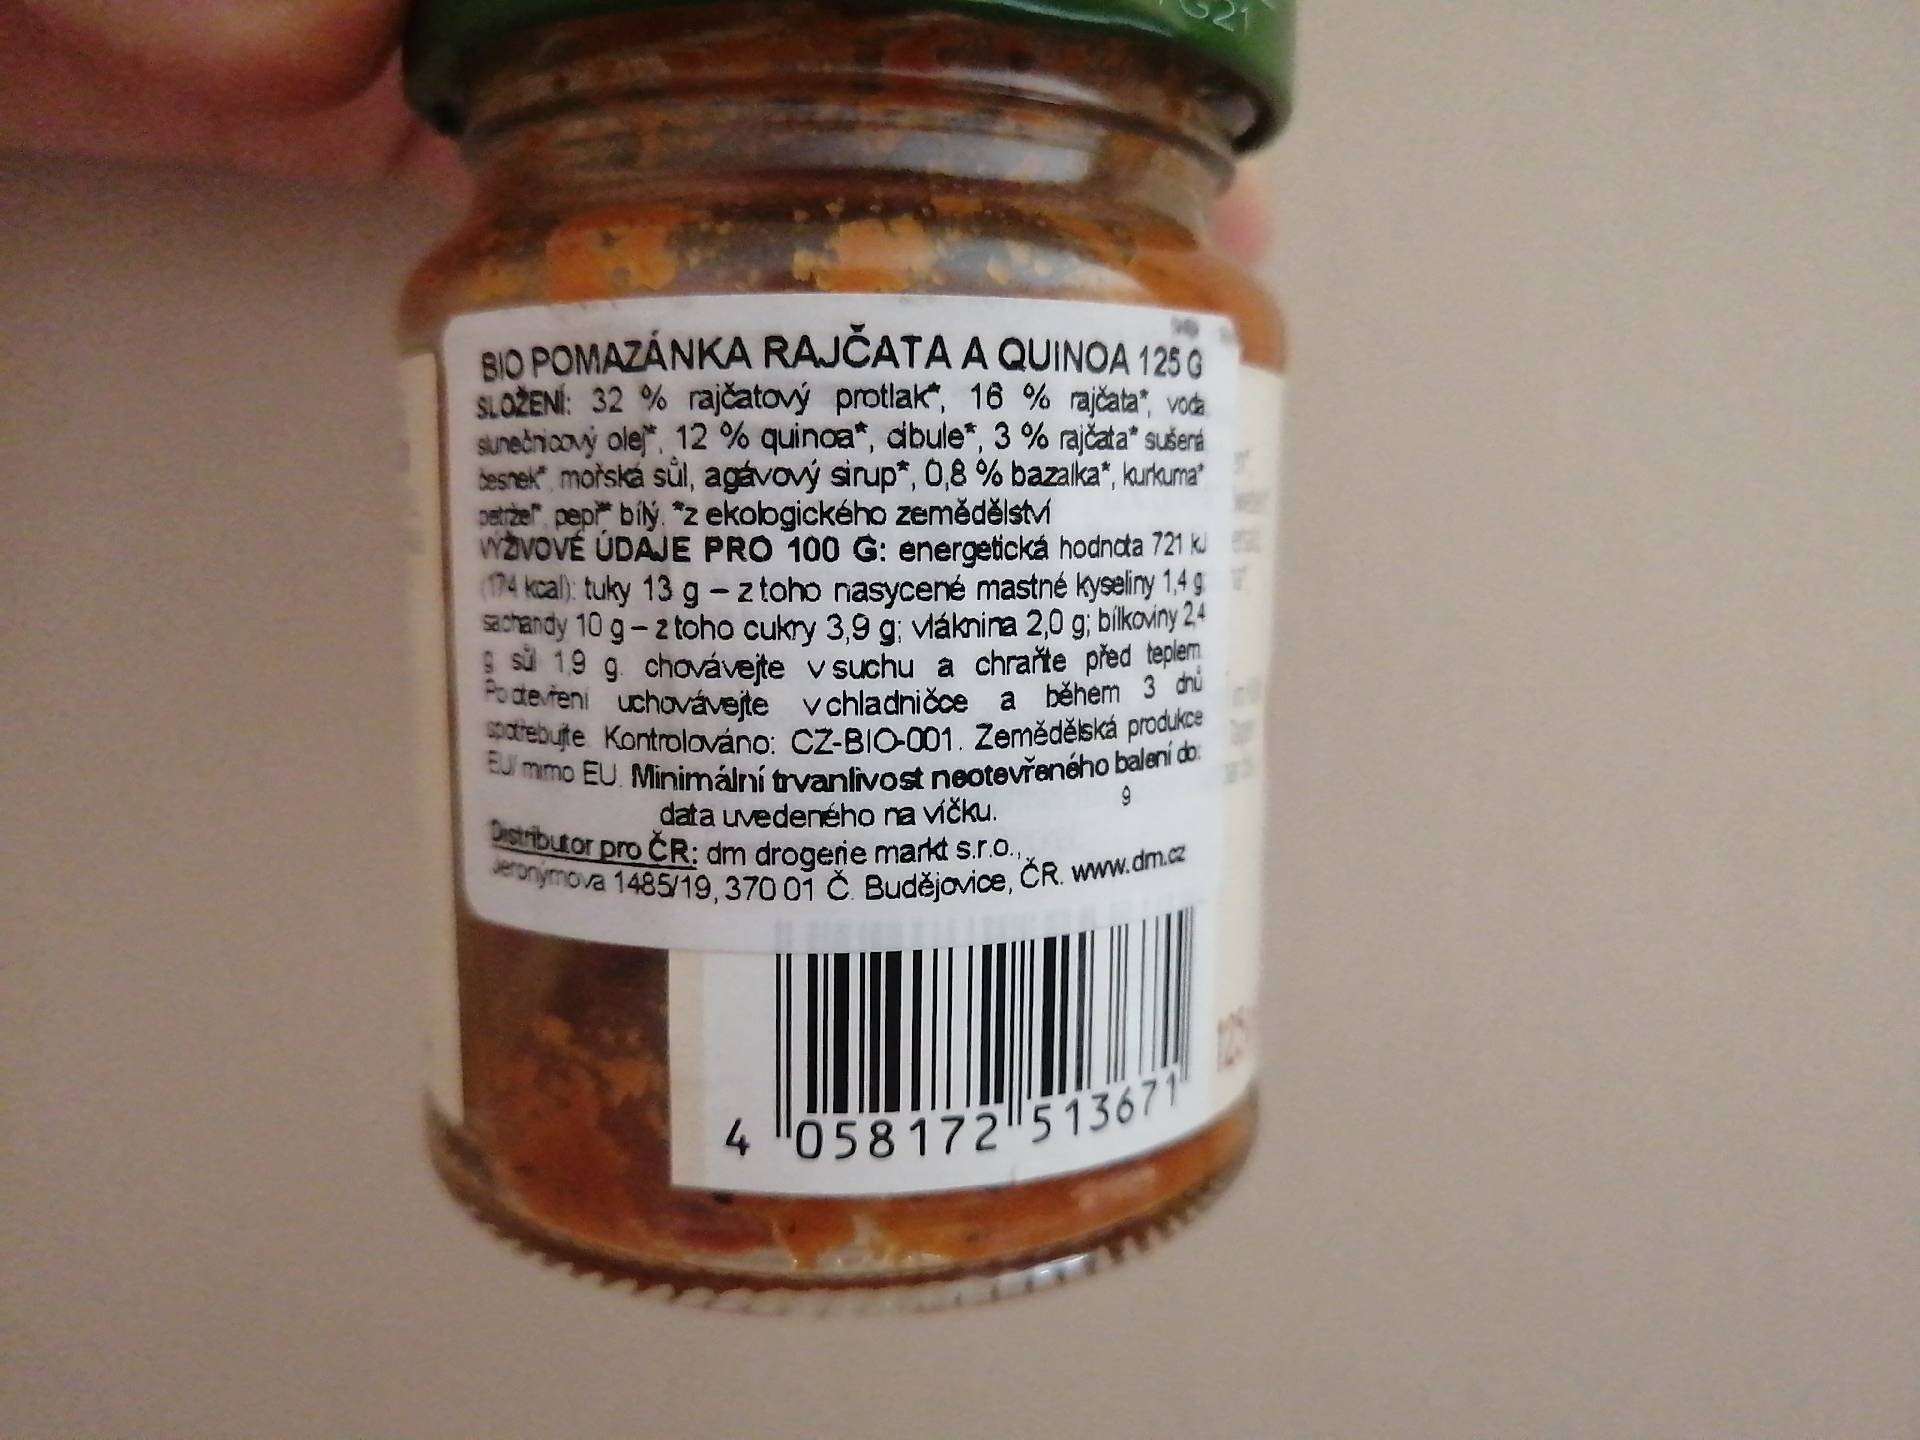 G21
BIO POMAZÁNKA RAJČATA A QUINOA 125 G
SLOŽENÍ: 32 % rajčatový protlak*, 16 % rajčata*, voda
slunečnicový olej*, 12 % quinoa*, cibule*, 3 % rajčata* sušená
česnek*, mořská sůl, agávový sirup*, 0,8 % bazalka*, kurkuma*
petržel*, pepř* bílý. *z ekologického zemědělství
VÝŽIVOVÉ ÚDAJE PRO 100 G: energetická hodnota 721 kJ
(174 kcal): tuky 13 g – z toho nasycené mastné kyseliny 1,4 g;
sacharidy 10 g – z toho cukry 3,9 g; vláknina 2,0 g; bílkoviny 2,4
g sůl 1,9 g. chovávejte v suchu a chraňte před teplem
Po otevření uchovávejte v chladničce a během 3 dnů
spotřebujte. Kontrolováno: CZ-BIO-001. Zemědělská produkce
EU/ mimo EU. Minimální trvanlivost neotevřeného balení do:
data uvedeného na víčku. 9
Distributor pro ČR: dm drogerie markt s.r.o.,
Jeronýmova 1485/19, 370 01 Č. Budějovice, ČR. www.dm.cz
4 058172 513671
125